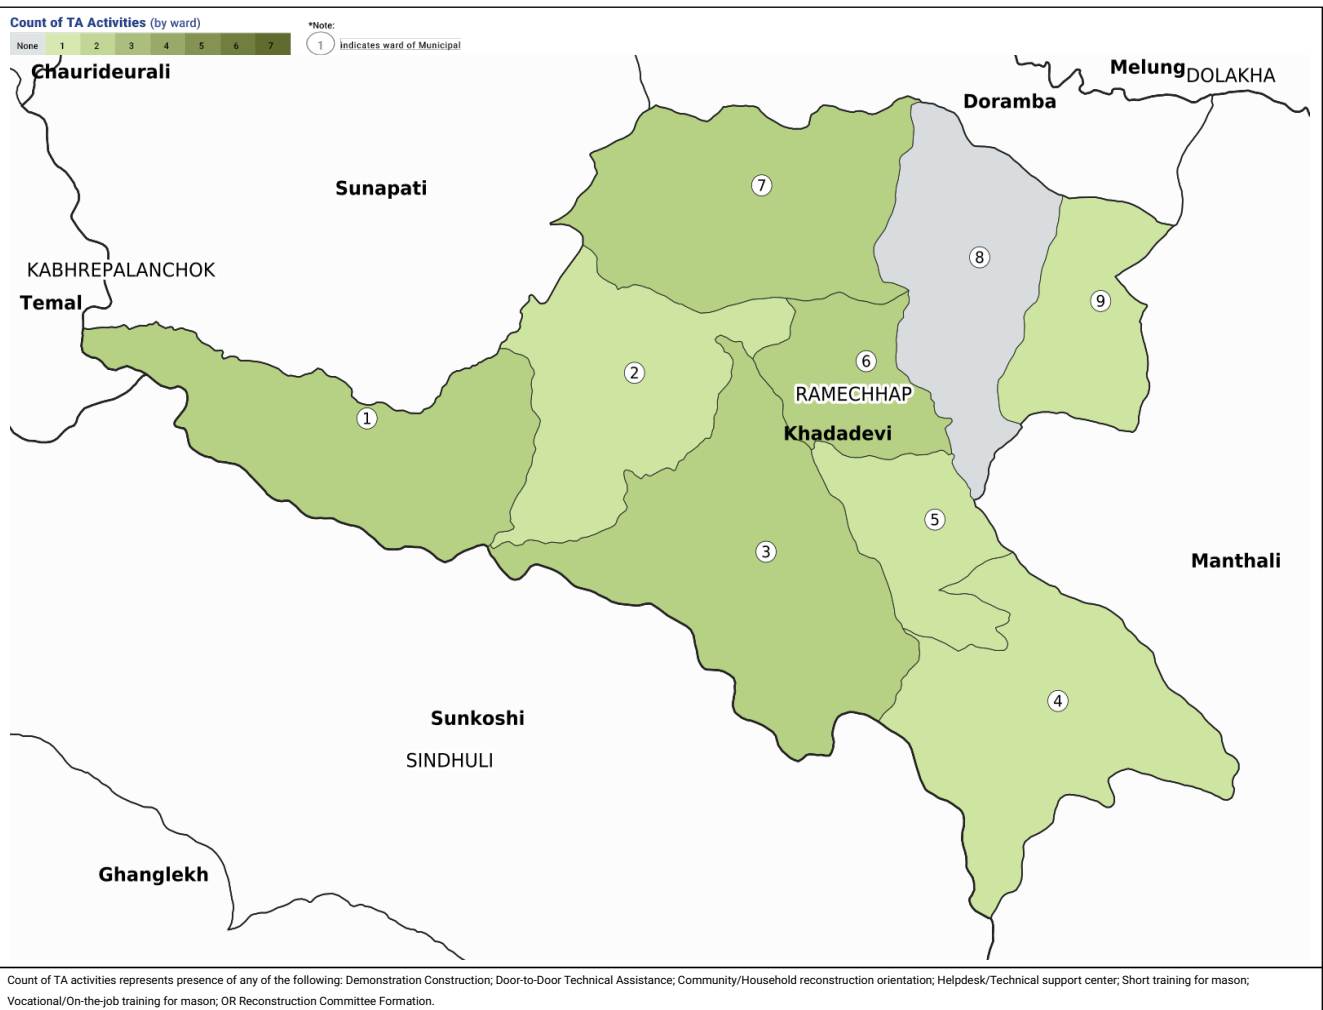 Count of TA Activities (by ward)
None 1 2 3 4 5 6 7
*Note:
1 indicates ward of Municipal
Chaurideurali
Melung
DOLAKHA
Doramba
Sunapati
7
8
KABHREPALANCHOK
Temal
9
6
2
RAMECHHAP
1
Khadadevi
5
3
Manthali
4
Sunkoshi
SINDHULI
Ghanglekh
Count of TA activities represents presence of any of the following: Demonstration Construction; Door-to-Door Technical Assistance; Community/Household reconstruction orientation; Helpdesk/Technical support center; Short training for mason;
Vocational/On-the-job training for mason; OR Reconstruction Committee Formation.